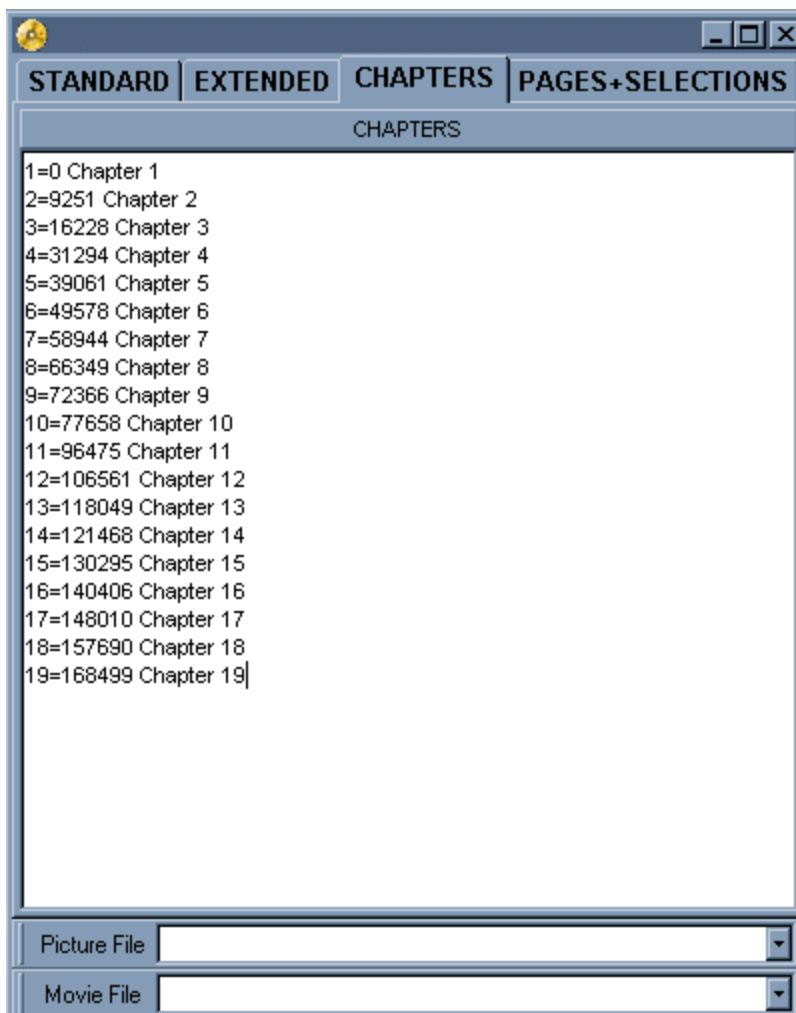 STANDARD EXTENDED CHAPTERS PAGES+SELECTIONS
CHAPTERS
1=0 Chapter 1
2=9251 Chapter 2
3=16228 Chapter 3
4=31294 Chapter 4
5=39061 Chapter 5
6=49578 Chapter 6
7=58944 Chapter 7
8=66349 Chapter 8
9=72366 Chapter 9
10=77658 Chapter 10
11=96475 Chapter 11
12=106561 Chapter 12
13=118049 Chapter 13
14=121468 Chapter 14
15=130295 Chapter 15
16=140406 Chapter 16
17=148010 Chapter 17
18=157690 Chapter 18
19=168499 Chapter 19
Picture File
Movie File